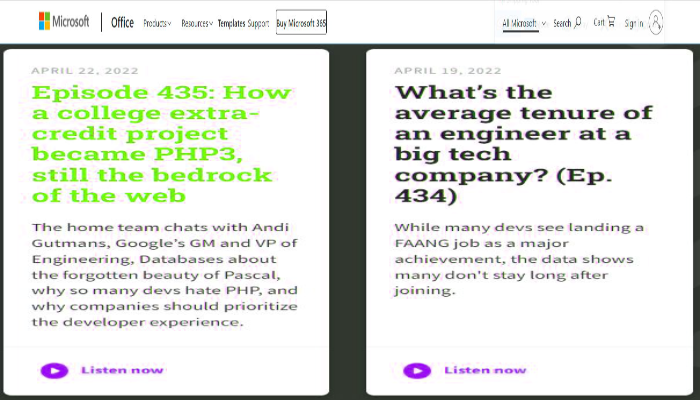 Microsoft Office Products Resources Templates Support Buy Microsoft 365 All Microsoft Search Cart Sign in
APRIL 22, 2022
Episode 435: How
a college extra-
credit project
became PHP3,
still the bedrock
of the web
The home team chats with Andi
Gutmans, Google's GM and VP of
Engineering, Databases about
the forgotten beauty of Pascal,
why so many devs hate PHP, and
why companies should prioritize
the developer experience.
Listen now
APRIL 19, 2022
What's the
average tenure of
an engineer at a
big tech
company? (Ep.
434)
While many devs see landing a
FAANG job as a major
achievement, the data shows
many don't stay long after
joining.
Listen now